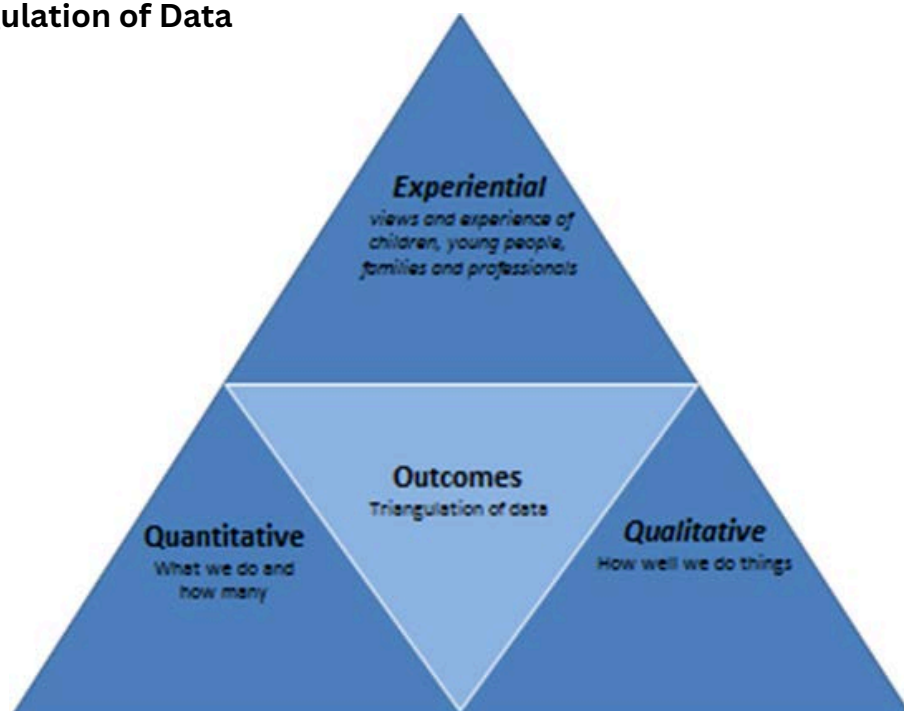 ulation of Data
Experiential
views and experience of
children, young people,
families and professionals
Outcomes
Triangulation of data
Quantitative
What we do and
how many
Qualitative
How well we do things